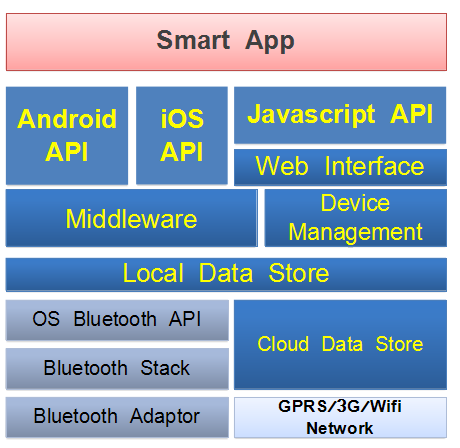 Smart App
Android
API
iOS
API
Javascript API
Web Interface
Middleware
Device
Management
Local Data Store
OS Bluetooth API
Cloud Data Store
Bluetooth Stack
Bluetooth Adaptor
GPRS/3G/Wifi
Network